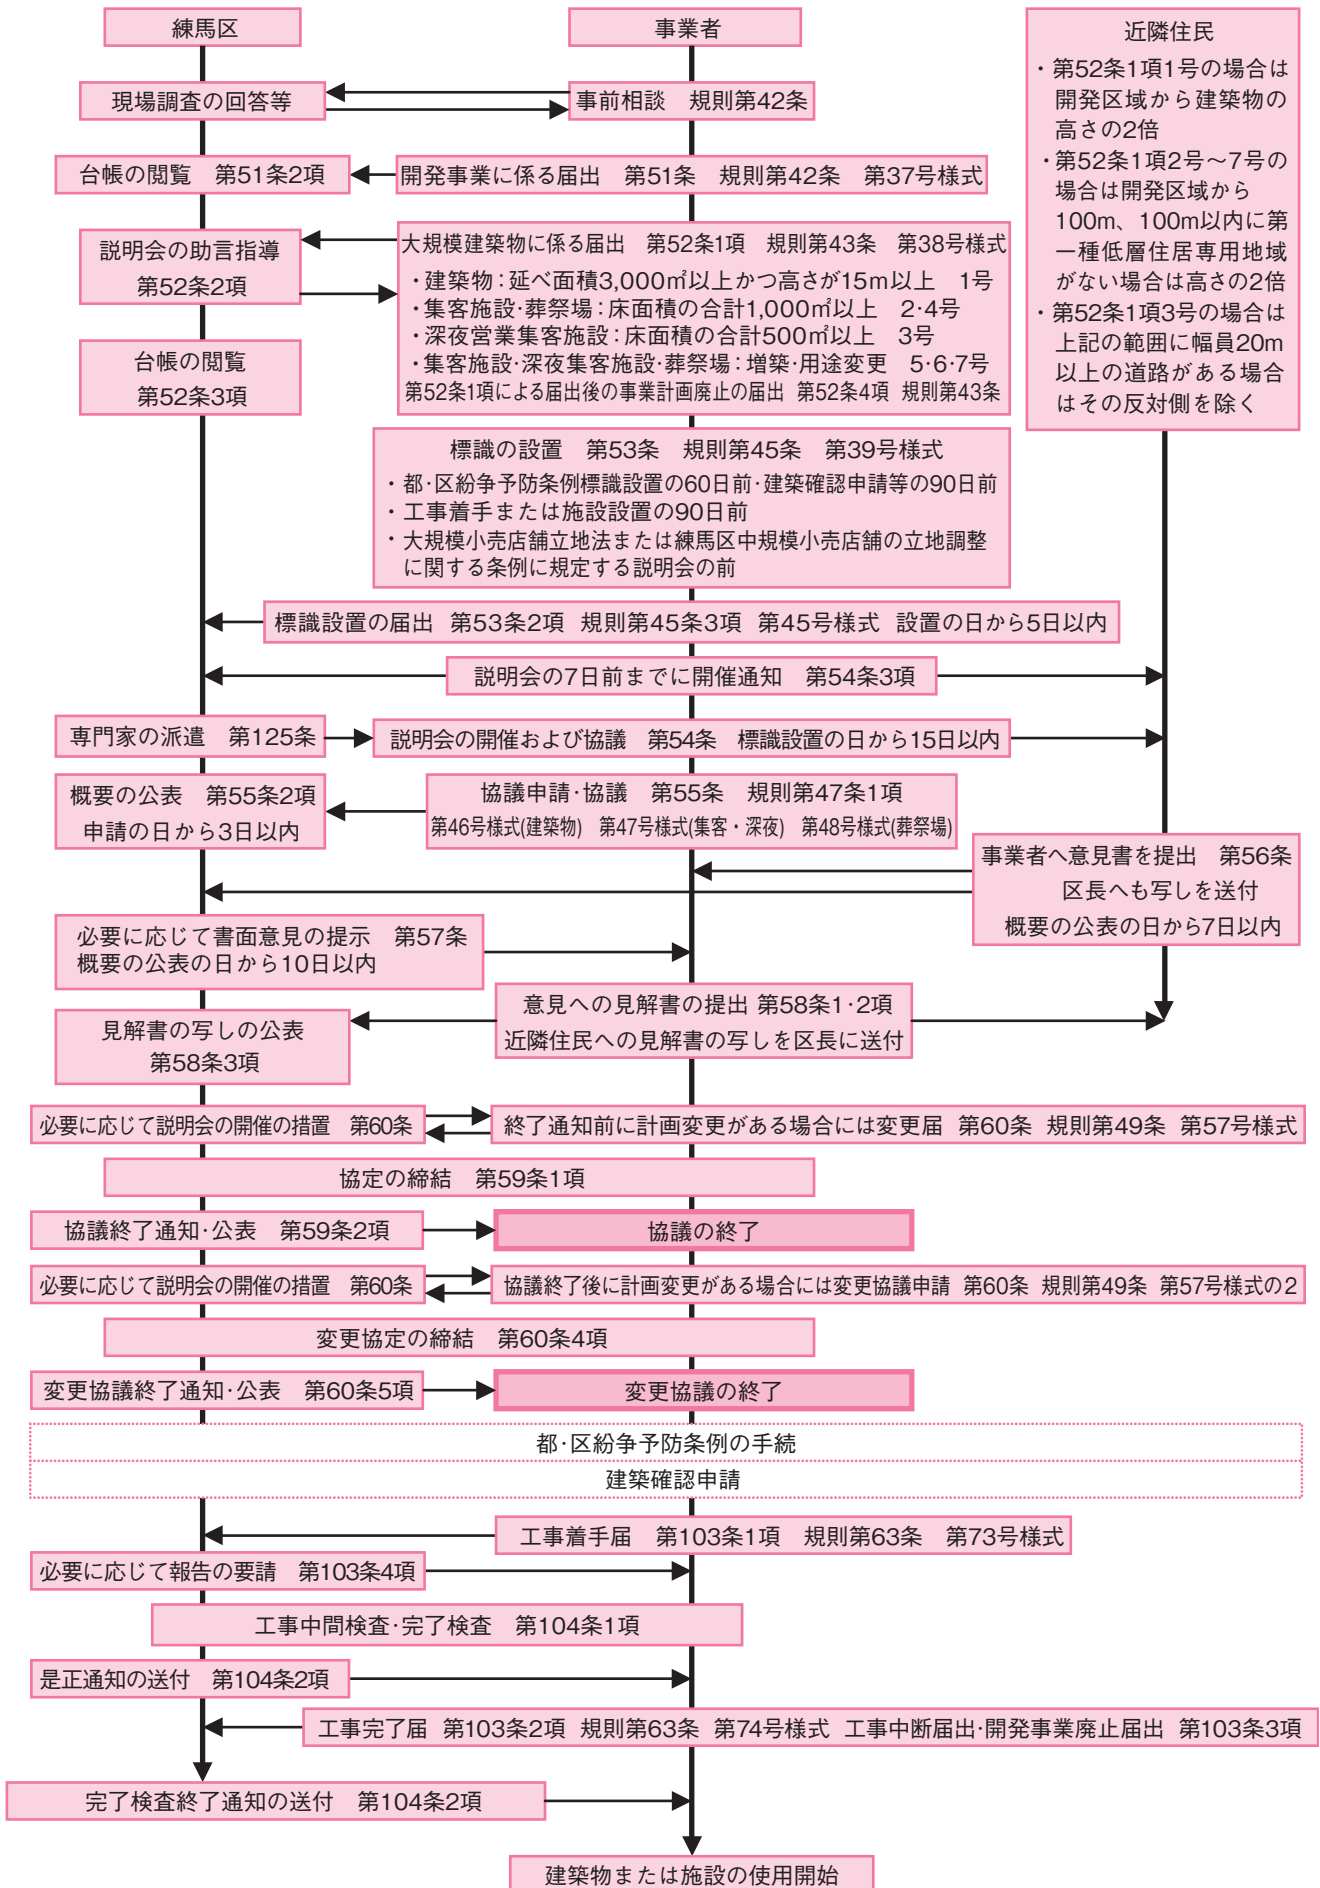 練馬区
事業者
近隣住民
・第52条1項1号の場合は
開発区域から建築物の
高さの2倍
・第52条1項2号～7号の
場合は開発区域から
100m、100m以内に第
一種低層住居専用地域
がない場合は高さの2倍
・第52条1項3号の場合は
上記の範囲に幅員20m
以上の道路がある場合
はその反対側を除く
現場調査の回答等
事前相談　規則第42条
台帳の閲覧　第51条2項
開発事業に係る届出　第51条　規則第42条　第37号様式
説明会の助言指導
第52条2項
大規模建築物に係る届出　第52条1項　規則第43条　第38号様式
・建築物：延べ面積3,000㎡以上かつ高さが15m以上　1号
・集客施設・葬祭場：床面積の合計1,000㎡以上　2・4号
・深夜営業集客施設：床面積の合計500㎡以上　3号
・集客施設・深夜集客施設・葬祭場：増築・用途変更　5・6・7号
第52条1項による届出後の事業計画廃止の届出　第52条4項　規則第43条
台帳の閲覧
第52条3項
標識の設置　第53条　規則第45条　第39号様式
・都・区紛争予防条例標識設置の60日前・建築確認申請等の90日前
・工事着手または施設設置の90日前
・大規模小売店舗立地法または練馬区中規模小売店舗の立地調整
に関する条例に規定する説明会の前
標識設置の届出　第53条2項　規則第45条3項　第45号様式　設置の日から5日以内
説明会の7日前までに開催通知　第54条3項
専門家の派遣　第125条
説明会の開催および協議　第54条　標識設置の日から15日以内
概要の公表　第55条2項
申請の日から3日以内
協議申請・協議　第55条　規則第47条1項
第46号様式(建築物)　第47号様式(集客・深夜)　第48号様式(葬祭場)
事業者へ意見書を提出　第56条
区長へも写しを送付
概要の公表の日から7日以内
必要に応じて書面意見の提示　第57条
概要の公表の日から10日以内
意見への見解書の提出　第58条1・2項
近隣住民への見解書の写しを区長に送付
見解書の写しの公表
第58条3項
必要に応じて説明会の開催の措置　第60条
終了通知前に計画変更がある場合には変更届　第60条　規則第49条　第57号様式
協定の締結　第59条1項
協議終了通知・公表　第59条2項
協議の終了
必要に応じて説明会の開催の措置　第60条
協議終了後に計画変更がある場合には変更協議申請　第60条　規則第49条　第57号様式の2
変更協定の締結　第60条4項
変更協議終了通知・公表　第60条5項
変更協議の終了
都・区紛争予防条例の手続
建築確認申請
工事着手届　第103条1項　規則第63条　第73号様式
必要に応じて報告の要請　第103条4項
工事中間検査・完了検査　第104条1項
是正通知の送付　第104条2項
工事完了届　第103条2項　規則第63条　第74号様式　工事中断届出・開発事業廃止届出　第103条3項
完了検査終了通知の送付　第104条2項
建築物または施設の使用開始